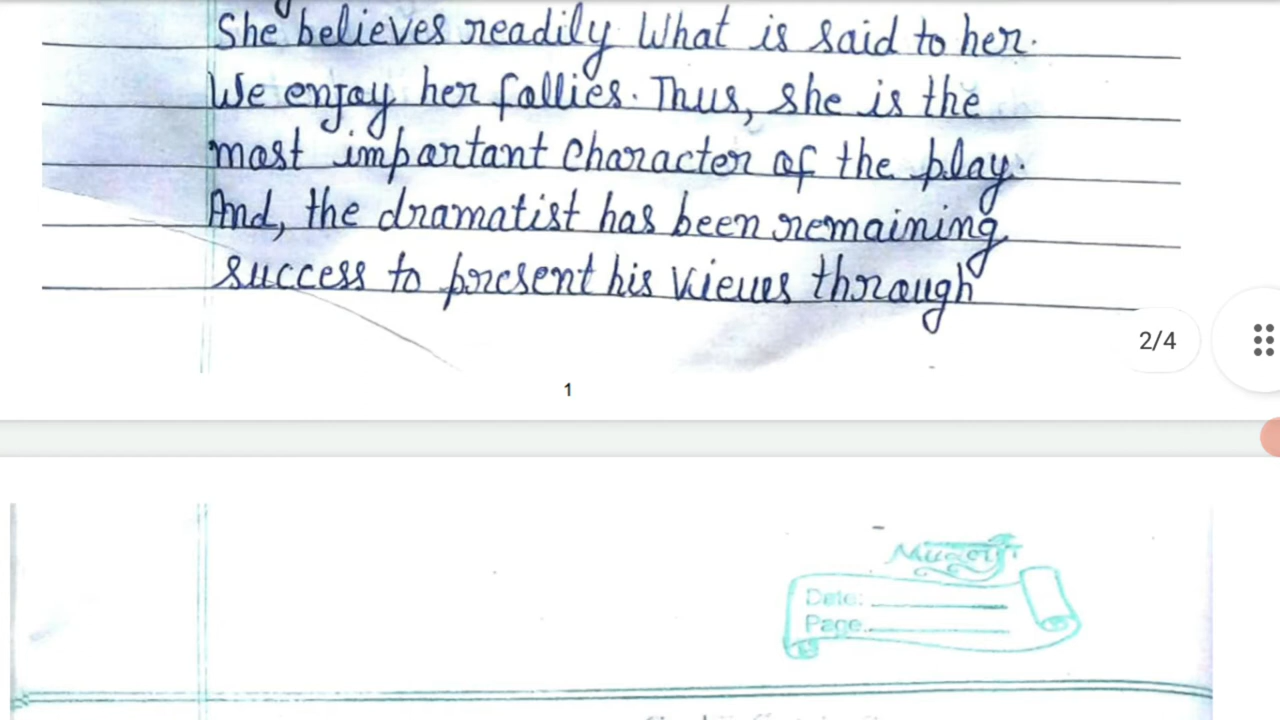 She believes readily What is said to her.
We enjoy her follies. Thus, she is the
most important Character of the play.
And, the dramatist has been remaining
success to present his views through
2/4
1
Date:
Page.